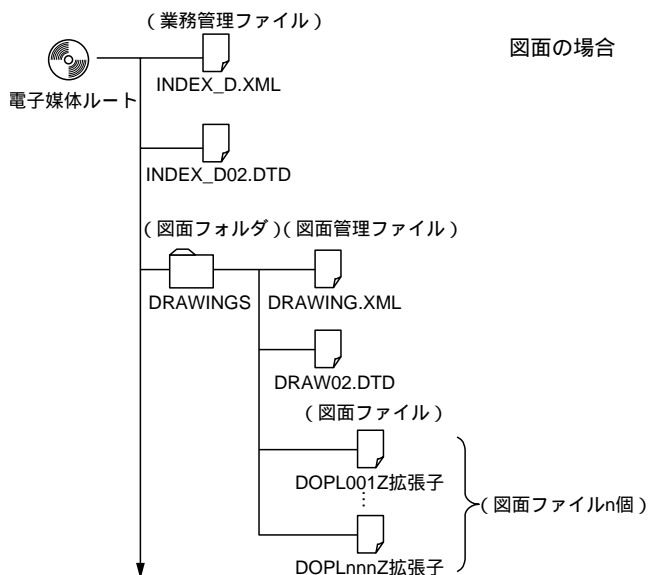 (業務管理ファイル)
図面の場合
電子媒体ルート
INDEX_D.XML
INDEX_D02.DTD
(図面フォルダ)(図面管理ファイル)
DRAWINGS
DRAWING.XML
DRAW02.DTD
(図面ファイル)
DOPL001Z拡張子
(図面ファイルn個)
DOPLnnnZ拡張子